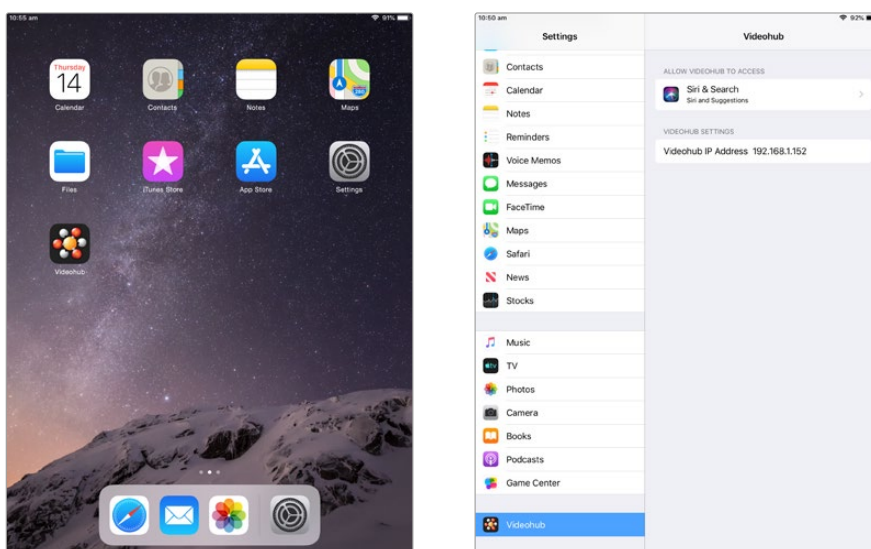 10:55 am
91%
Thursday
14
Calendar
Contacts
Notes
Maps
280
Files
iTunes Store
App Store
Settings
Videohub
10:50 am
92%
Settings
Contacts
Calendar
Notes
Reminders
Voice Memos
Messages
FaceTime
Maps
Safari
News
Stocks
Music
tv
TV
Photos
Camera
Books
Podcasts
Game Center
Videohub
Videohub
ALLOW VIDEOHUB TO ACCESS
Siri & Search
Siri and Suggestions
VIDEOHUB SETTINGS
Videohub IP Address 192.168.1.152